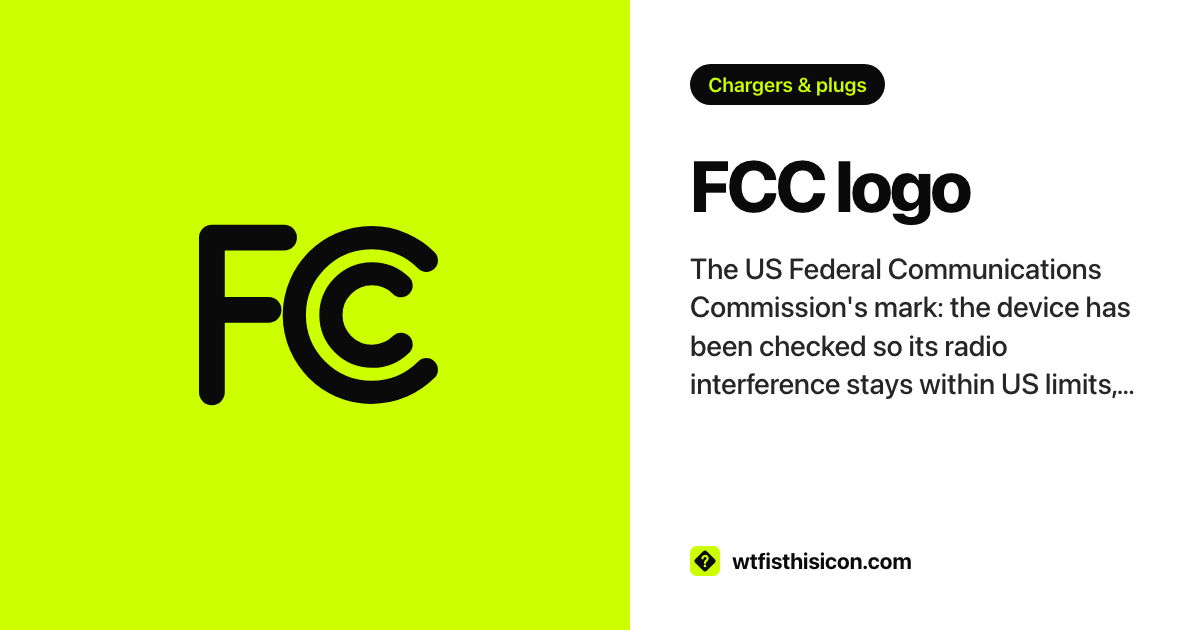 FCC
Chargers & plugs
FCC logo
The US Federal Communications
Commission's mark: the device has
been checked so its radio
interference stays within US limits,...
wtfisthisicon.com